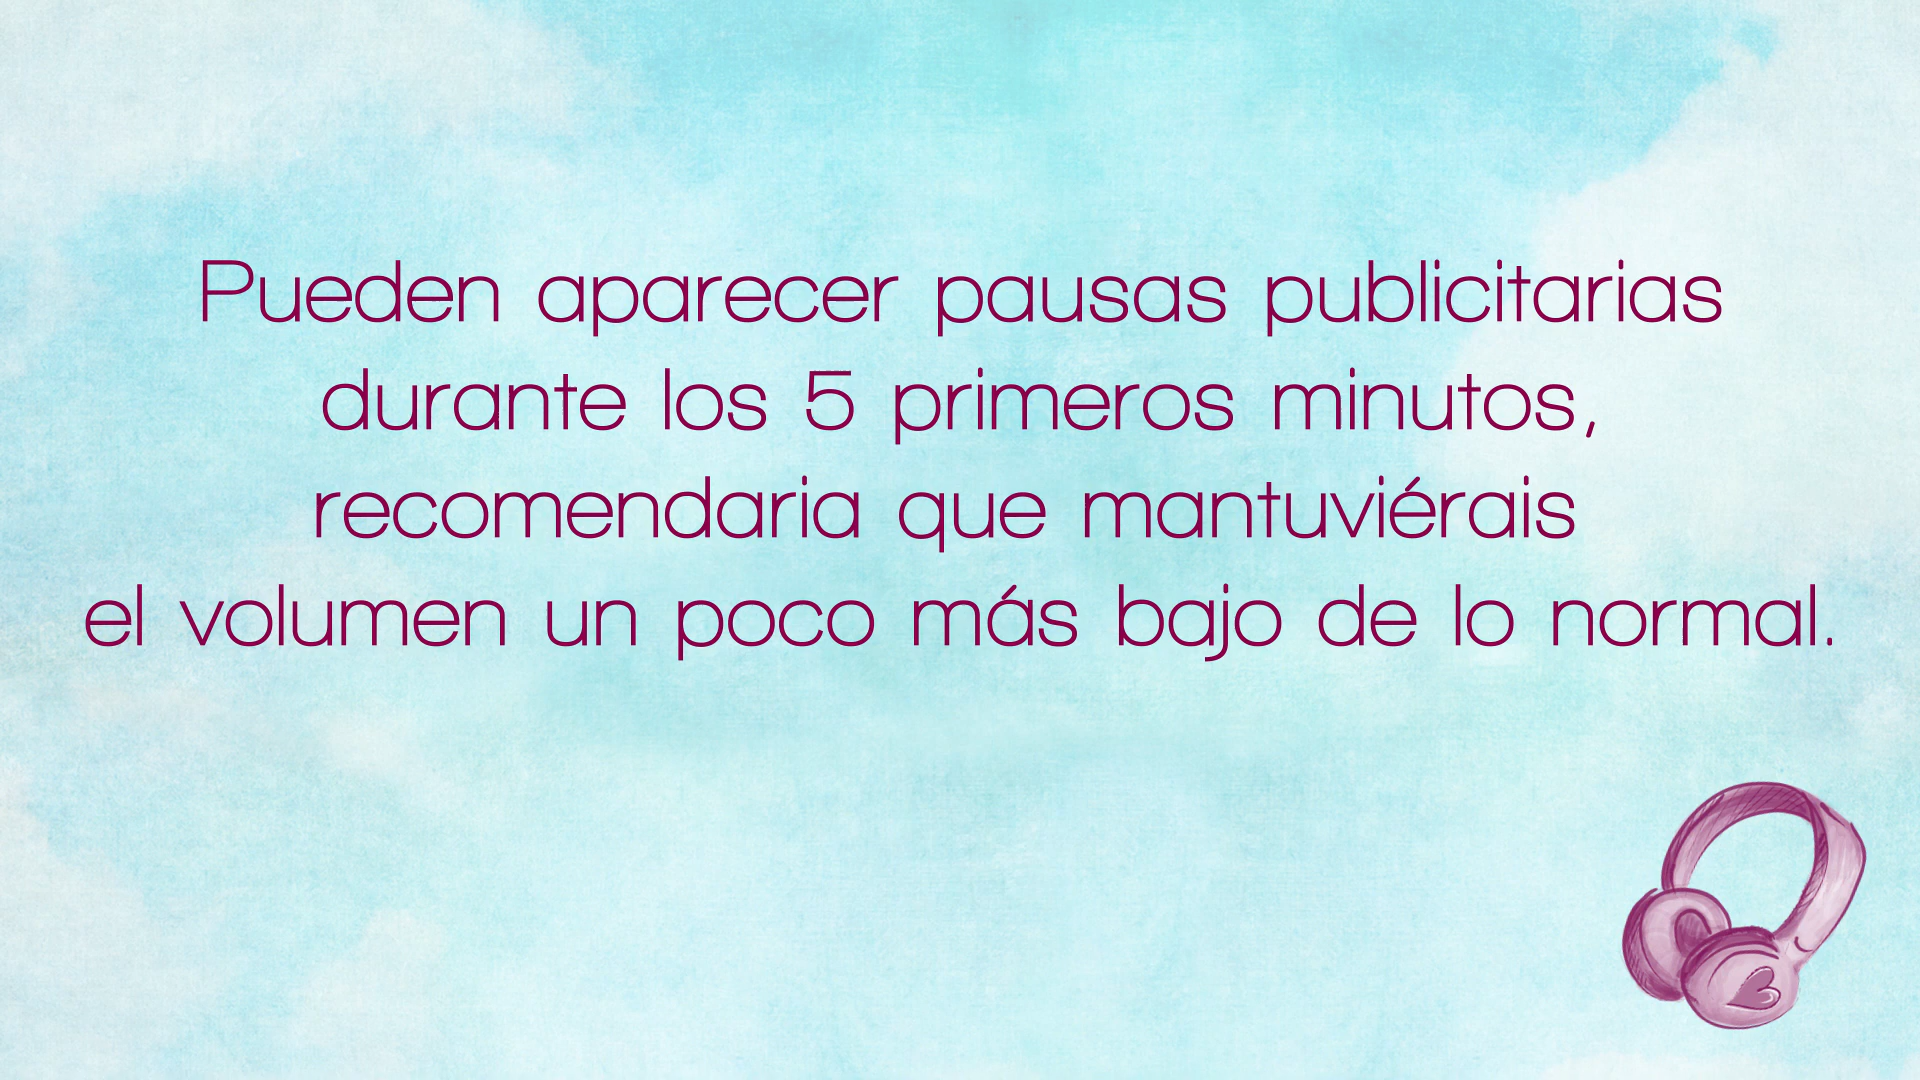 Pueden aparecer pausas publicitarias
durante los 5 primeros minutos,
recomendaria que mantuviérais
el volumen un poco más bajo de lo normal.